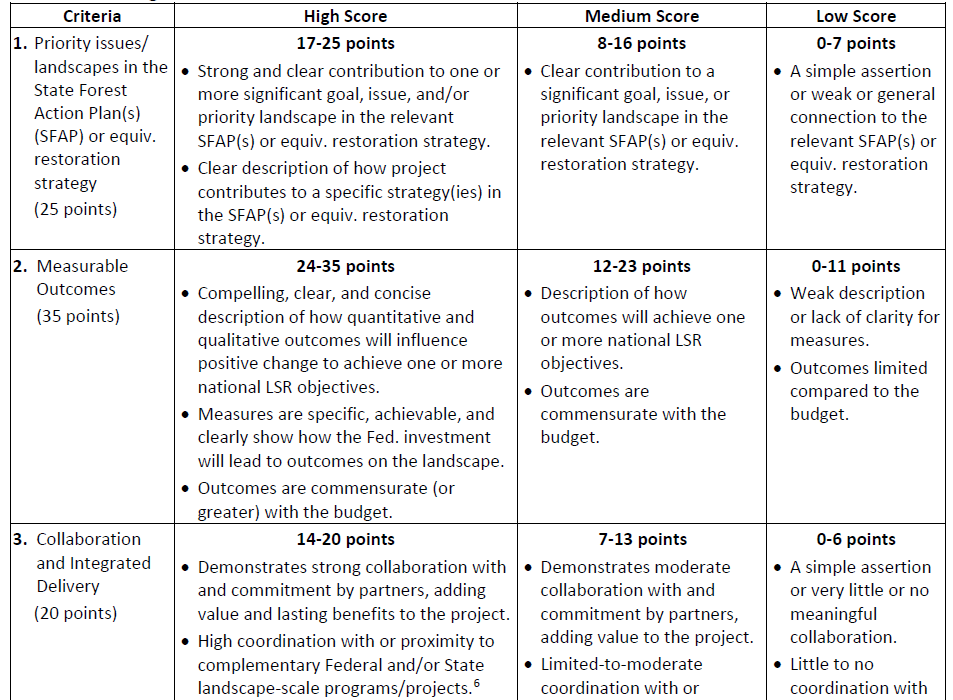 Criteria
High Score
Medium Score
Low Score
1. Priority issues/
landscapes in the
State Forest
Action Plan(s)
(SFAP) or equiv.
restoration
strategy
(25 points)
17-25 points
• Strong and clear contribution to one or
more significant goal, issue, and/or
priority landscape in the relevant
SFAP(s) or equiv. restoration strategy.
• Clear description of how project
contributes to a specific strategy(ies) in
the SFAP(s) or equiv. restoration
strategy.
8-16 points
• Clear contribution to a
significant goal, issue, or
priority landscape in the
relevant SFAP(s) or equiv.
restoration strategy.
0-7 points
• A simple assertion
or weak or general
connection to the
relevant SFAP(s) or
equiv. restoration
strategy.
2. Measurable
Outcomes
(35 points)
24-35 points
• Compelling, clear, and concise
description of how quantitative and
qualitative outcomes will influence
positive change to achieve one or more
national LSR objectives.
• Measures are specific, achievable, and
clearly show how the Fed. investment
will lead to outcomes on the landscape.
• Outcomes are commensurate (or
greater) with the budget.
12-23 points
• Description of how
outcomes will achieve one
or more national LSR
objectives.
• Outcomes are
commensurate with the
budget.
0-11 points
• Weak description
or lack of clarity for
measures.
• Outcomes limited
compared to the
budget.
3. Collaboration
and Integrated
Delivery
(20 points)
14-20 points
• Demonstrates strong collaboration with
and commitment by partners, adding
value and lasting benefits to the project.
• High coordination with or proximity to
complementary Federal and/or State
landscape-scale programs/projects.6
7-13 points
• Demonstrates moderate
collaboration with and
commitment by partners,
adding value to the project.
• Limited-to-moderate
coordination with or
0-6 points
• A simple assertion
or very little or no
meaningful
collaboration.
• Little to no
coordination with